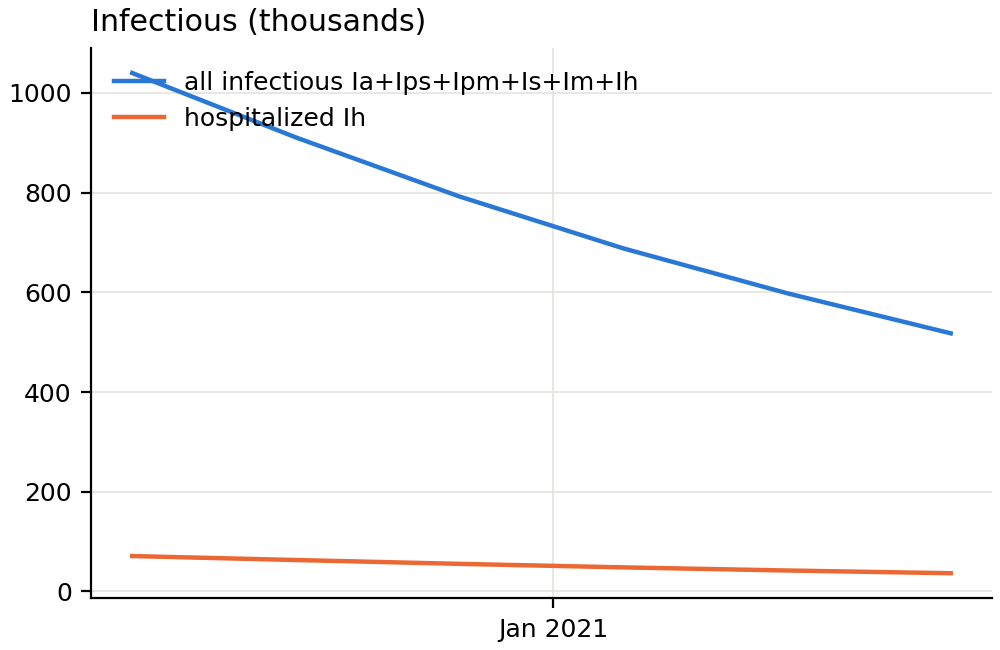 Infectious (thousands)
all infectious Ia+Ips+Ipm+Is+Im+Ih
hospitalized Ih
1000
800
600
400
200
0
Jan 2021